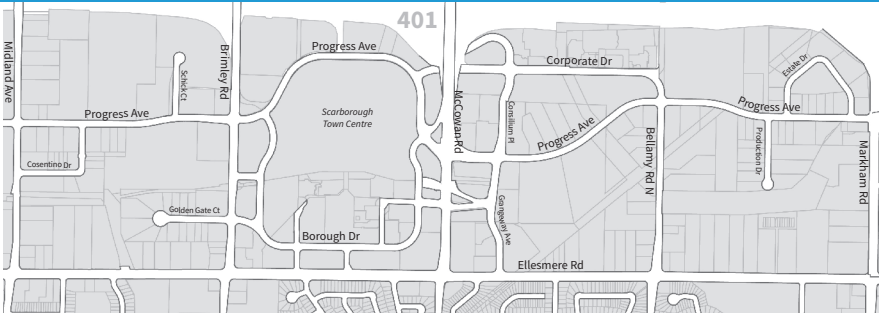 401
Progress Ave
Corporate Dr
Estate Dr
Midland Ave
Brimley Rd
Schick Ct
Progress Ave
Scarborough
Town Centre
McCowan Rd
Consilium Pl
Progress Ave
Progress Ave
Bellamy Rd N
Production Dr
Markham Rd
Cosentino Dr
Golden Gate Ct
Grangeway Ave
Borough Dr
Ellesmere Rd